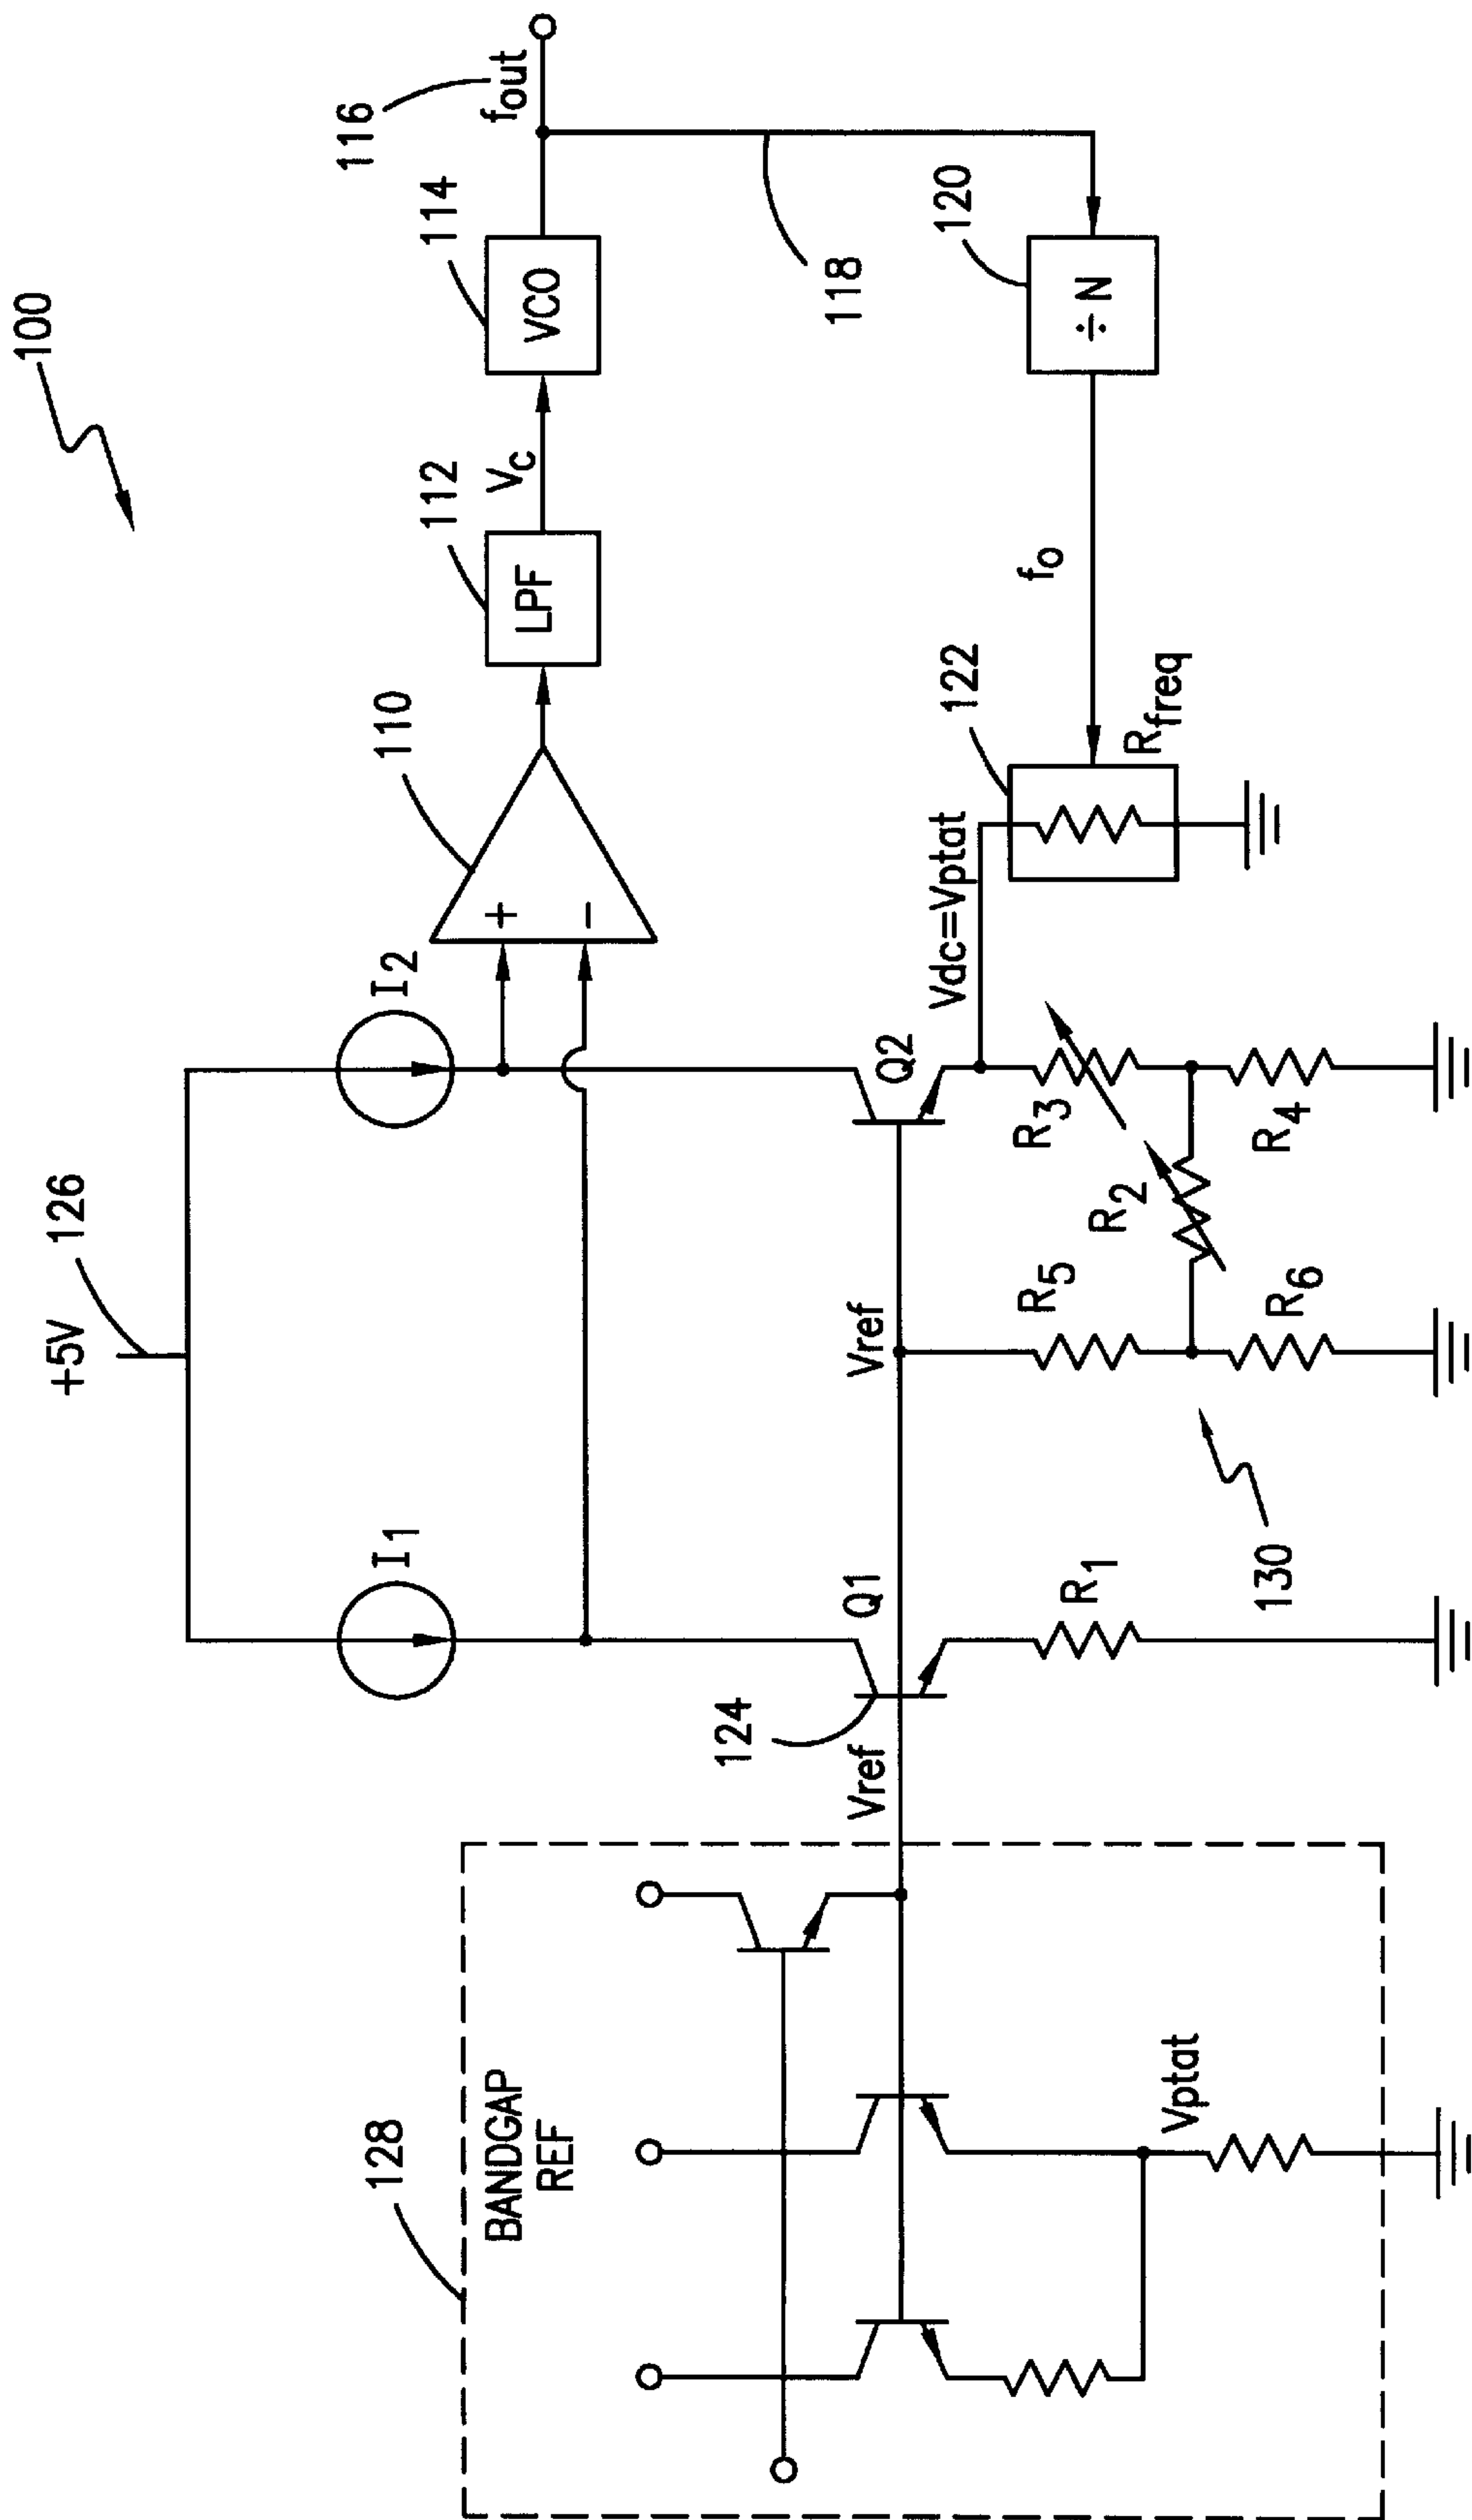 100
+5V
126
I1
I2
110
+
-
112
LPF
Vc
114
VCO
116
fout
118
120
÷ N
fo
122
Rfreq
Vdc=Vptat
128
BANDGAP
REF
Vptat
Vref
124
Q1
R1
Vref
Q2
R5
R6
R2
R3
R4
130